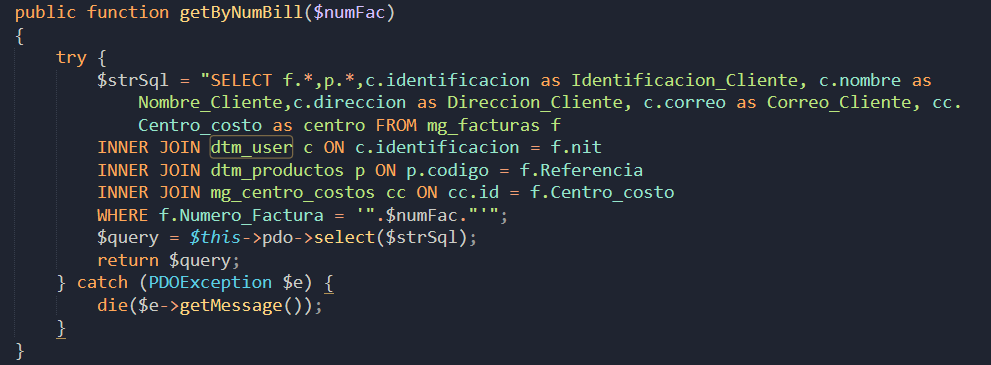 public function getByNumBill($numFac)
{
    try {
        $strSql = "SELECT f.*,p.*,c.identificacion as Identificacion_Cliente, c.nombre as
            Nombre_Cliente,c.direccion as Direccion_Cliente, c.correo as Correo_Cliente, cc.
            Centro_costo as centro FROM mg_facturas f
        INNER JOIN dtm_user c ON c.identificacion = f.nit
        INNER JOIN dtm_productos p ON p.codigo = f.Referencia
        INNER JOIN mg_centro_costos cc ON cc.id = f.Centro_costo
        WHERE f.Numero_Factura = '".$numFac."'";
        $query = $this->pdo->select($strSql);
        return $query;
    } catch (PDOException $e) {
        die($e->getMessage());
    }
}